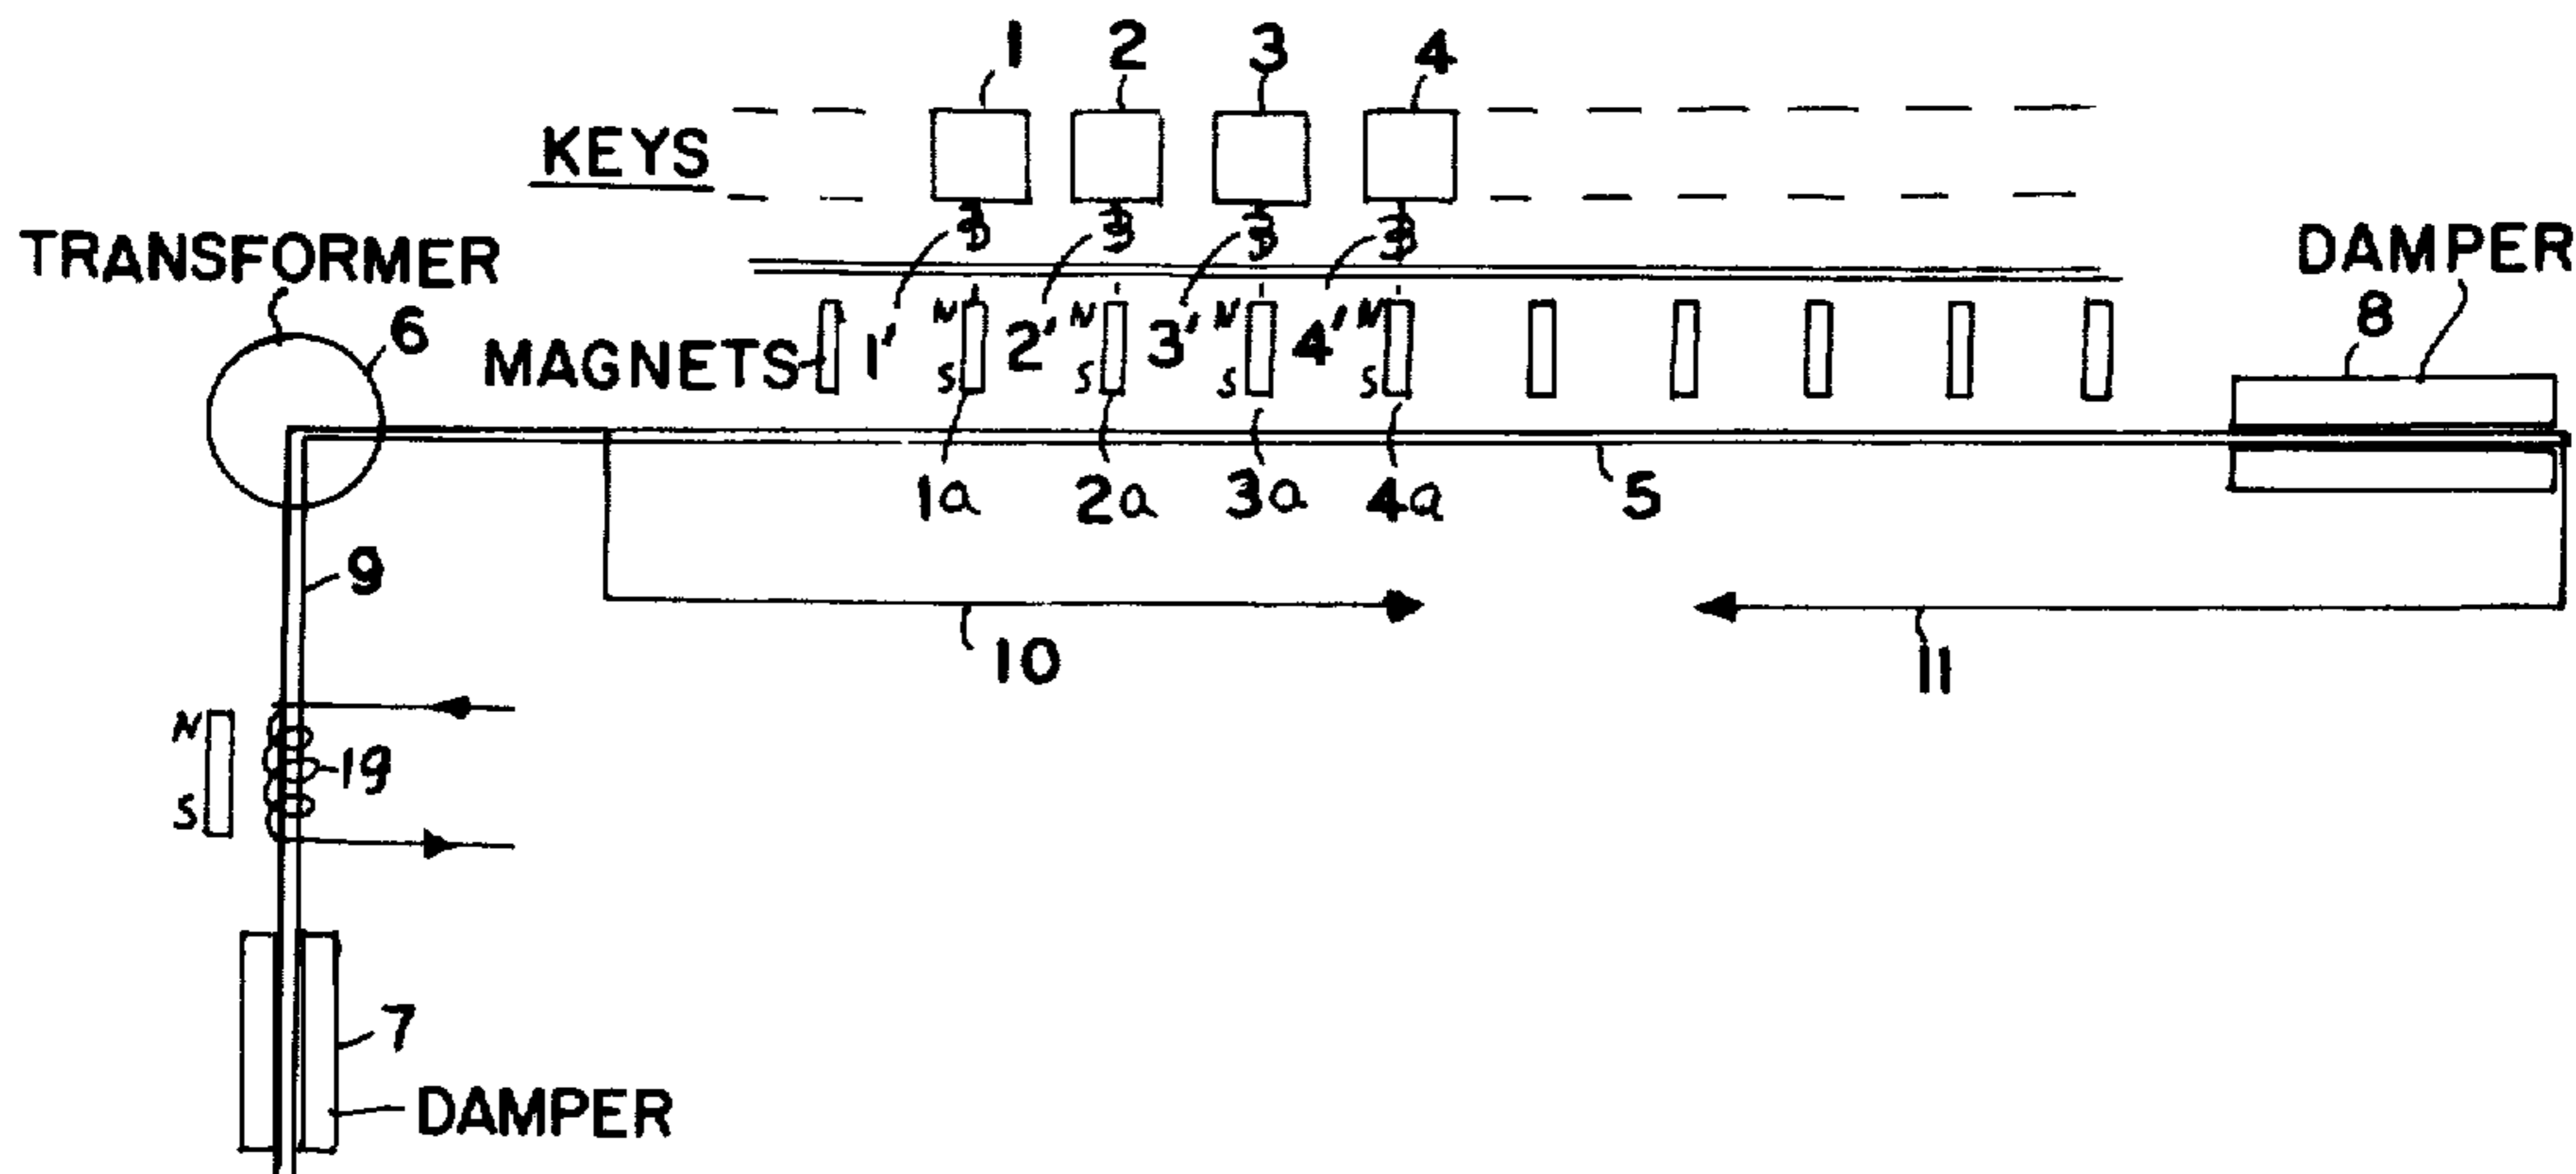 1 2 3 4
KEYS
TRANSFORMER
DAMPER
6
8
MAGNETS
1' 2' 3' 4'
N N N N
S S S S
1a 2a 3a 4a 5
9
10
11
N
S
19
7
DAMPER